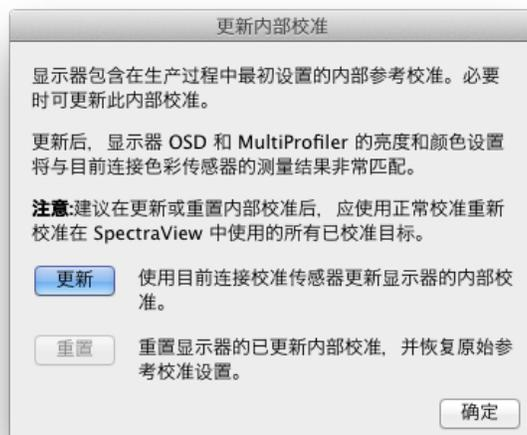 更新内部校准
显示器包含在生产过程中最初设置的内部参考校准。必要
时可更新此内部校准。
更新后，显示器 OSD 和 MultiProfiler 的亮度和颜色设置
将与目前连接色彩传感器的测量结果非常匹配。
注意:建议在更新或重置内部校准后，应使用正常校准重新
校准在 SpectraView 中使用的所有已校准目标。
更新
使用目前连接校准传感器更新显示器的内部校
准。
重置
重置显示器的已更新内部校准，并恢复原始参
考校准设置。
确定